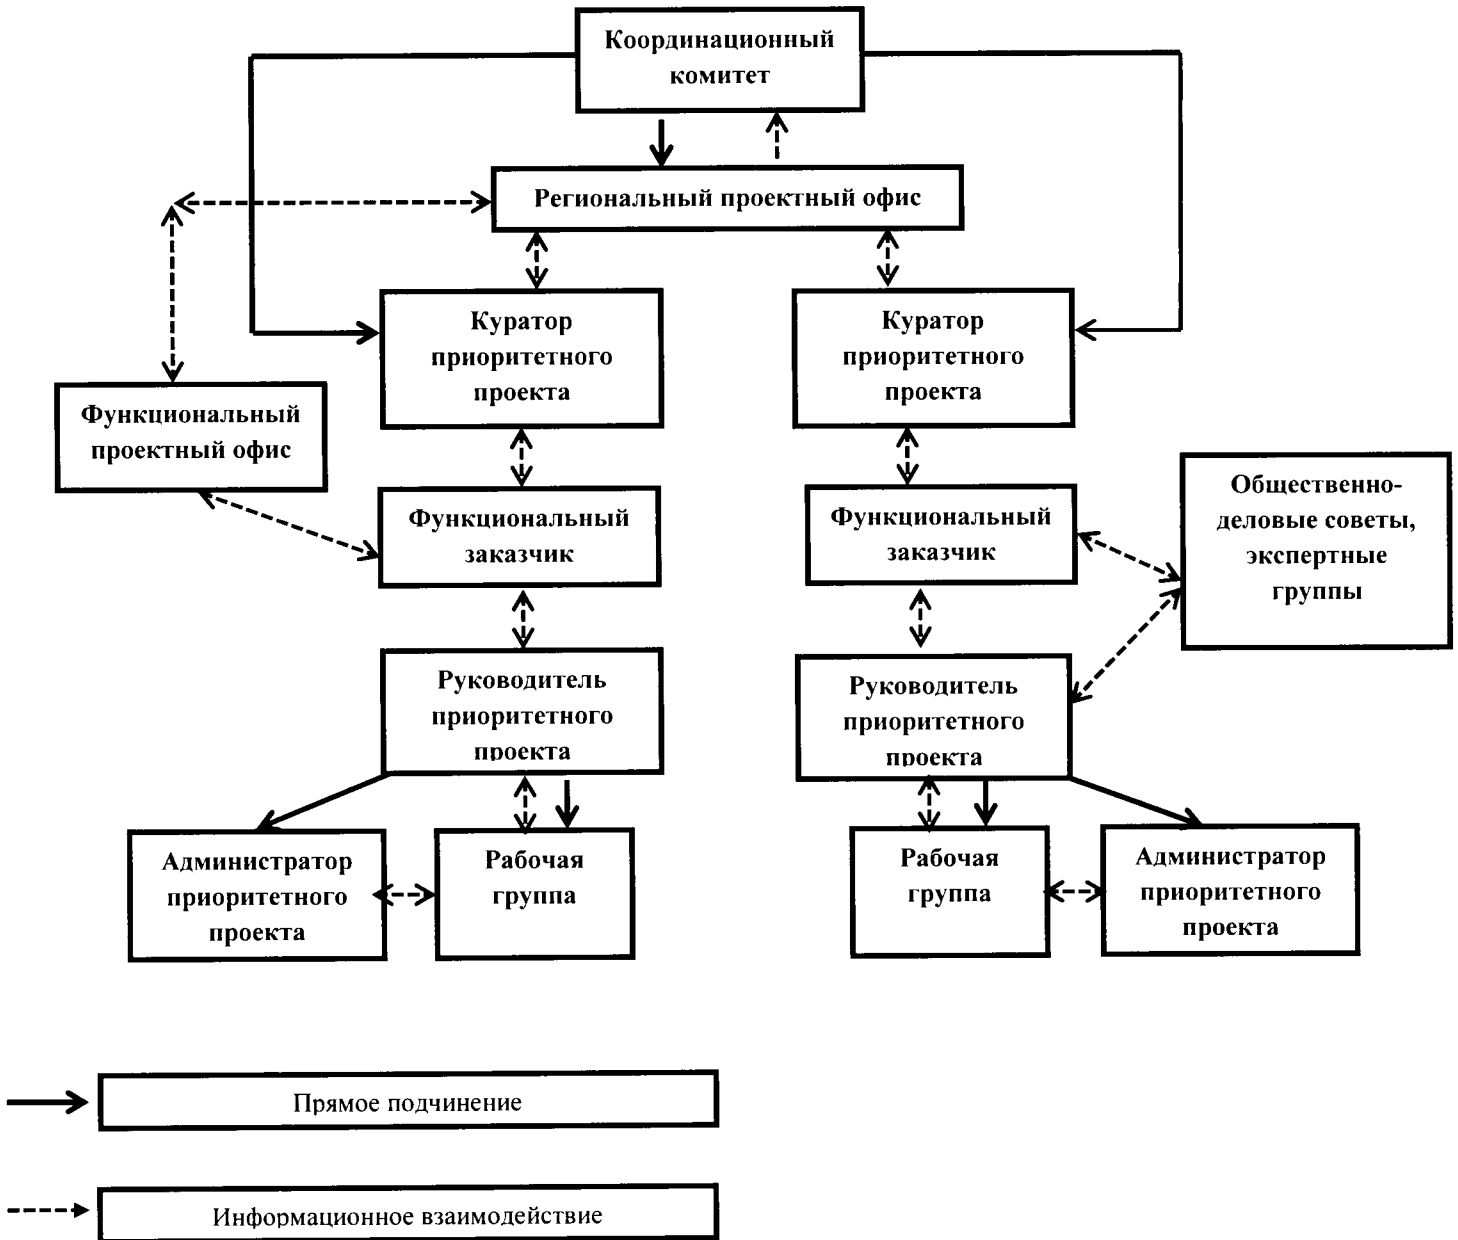 Координационный
комитет
Региональный проектный офис
Куратор
приоритетного
проекта
Куратор
приоритетного
проекта
Функциональный
проектный офис
Функциональный
заказчик
Функциональный
заказчик
Общественно-
деловые советы,
экспертные
группы
Руководитель
приоритетного
проекта
Руководитель
приоритетного
проекта
Администратор
приоритетного
проекта
Рабочая
группа
Рабочая
группа
Администратор
приоритетного
проекта
Прямое подчинение
Информационное взаимодействие